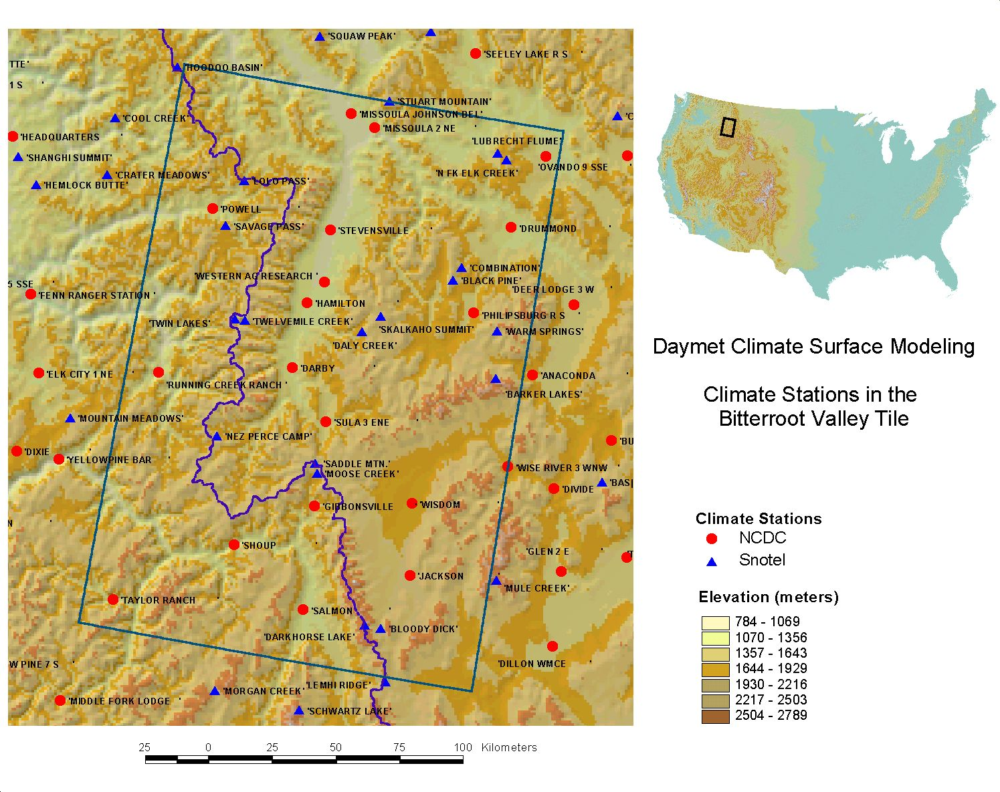 'SQUAW PEAK'
'SEELEY LAKE R S '
TTE'
'HOODOO BASIN'
1 S '
'STUART MOUNTAIN'
'MISSOULA JOHNSON-BEL'
'COOL CREEK'
'C
'MISSOULA 2 NE '
'HEADQUARTERS '
'LUBRECHT FLUME'
'SHANGHI SUMMIT'
'OVANDO 9 SSE '
'N FK ELK CREEK'
'CRATER MEADOWS'
'LOLO PASS'
'HEMLOCK BUTTE'
'POWELL '
'SAVAGE PASS'
'STEVENSVILLE '
'DRUMMOND '
'COMBINATION'
'WESTERN AG RESEARCH '
'BLACK PINE'
5 SSE '
'DEER LODGE 3 W '
'FENN RANGER STATION '
'HAMILTON '
'PHILIPSBURG R S '
'TWIN LAKES'
'TWELVEMILE CREEK'
'SKALKAHO SUMMIT'
'WARM SPRINGS'
'DALY CREEK'
'DARBY '
'ELK CITY 1 NE '
'ANACONDA '
'RUNNING CREEK RANCH '
'BARKER LAKES'
'MOUNTAIN MEADOWS'
'SULA 3 ENE '
'NEZ PERCE CAMP'
'BU
'DIXIE '
'YELLOWPINE BAR '
'SADDLE MTN.'
'WISE RIVER 3 WNW '
'MOOSE CREEK'
'BAS
'DIVIDE
'GIBBONSVILLE
'WISDOM '
N '
'SHOUP '
'GLEN 2 E '
'T
'JACKSON '
'MULE CREEK'
'TAYLOR RANCH '
'SALMON '
'BLOODY DICK'
'DARKHORSE LAKE'
W PINE 7 S '
'DILLON WMCE '
'LEMHI RIDGE'
'MORGAN CREEK'
'MIDDLE FORK LODGE '
'SCHWARTZ LAKE'
25 0 25 50 75 100 Kilometers
Daymet Climate Surface Modeling
Climate Stations in the
Bitterroot Valley Tile
Climate Stations
NCDC
Snotel
Elevation (meters)
784 - 1069
1070 - 1356
1357 - 1643
1644 - 1929
1930 - 2216
2217 - 2503
2504 - 2789